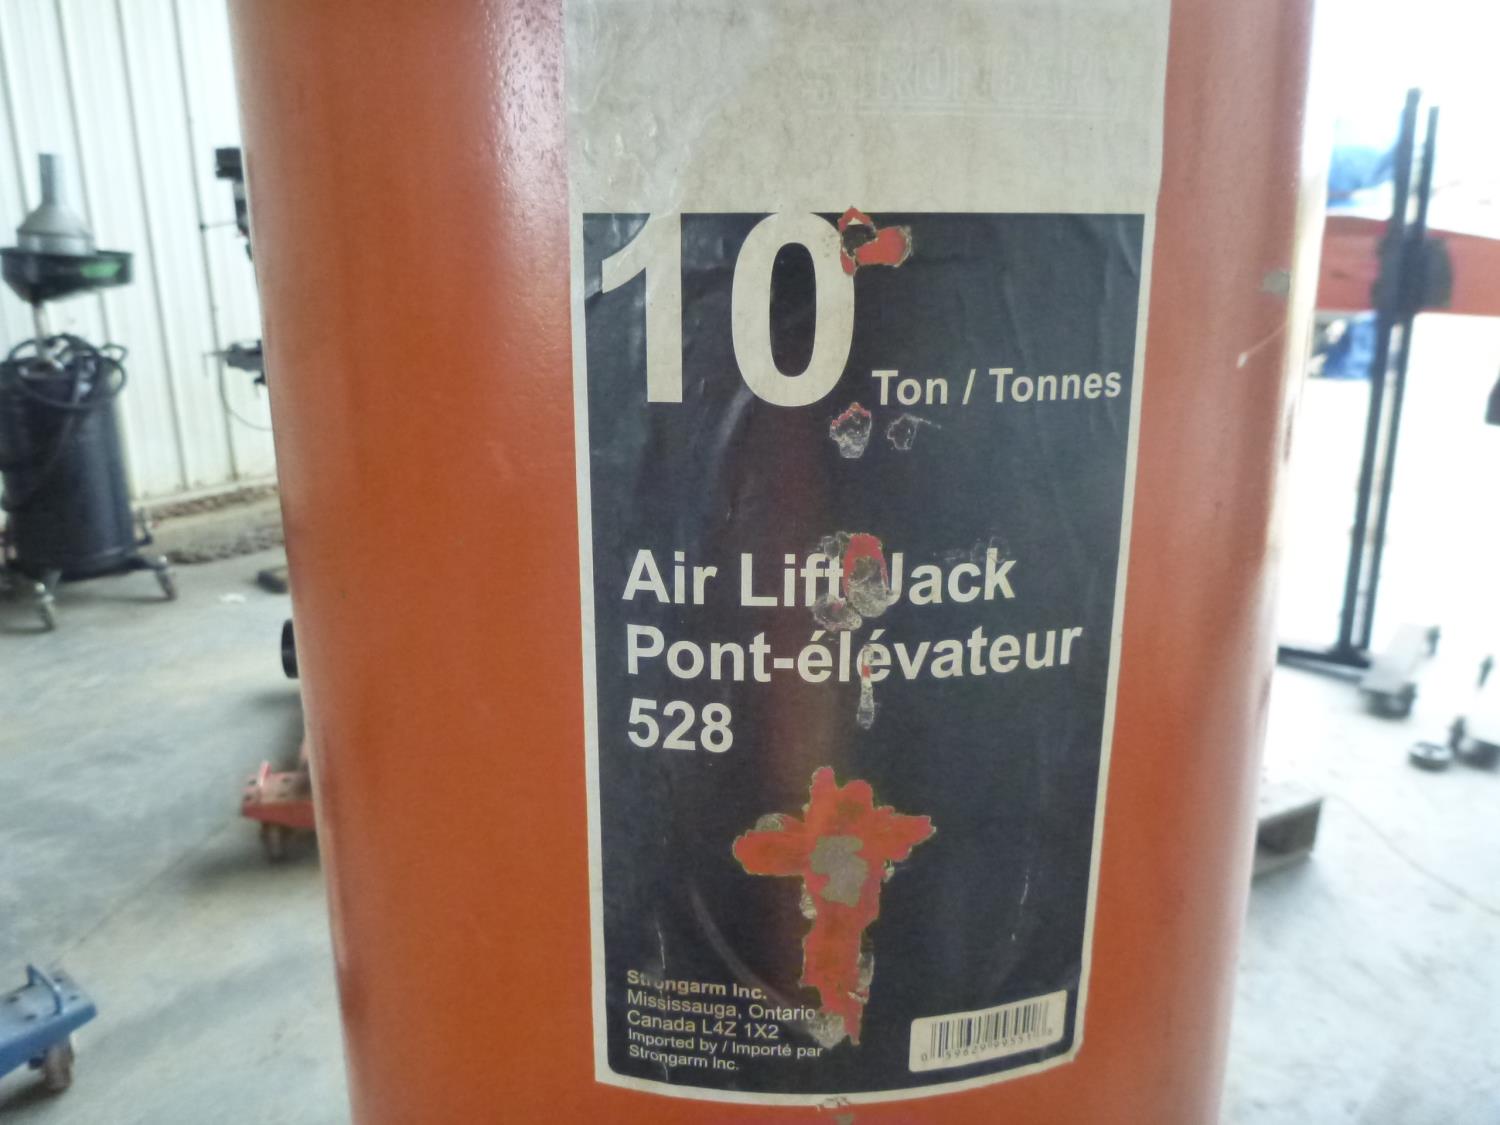 STRONGARM
10 Ton / Tonnes
Air Lift Jack
Pont-élévateur
528
Strongarm Inc.
Mississauga, Ontario
Canada L4Z 1X2
Imported by / Importé par
Strongarm Inc.